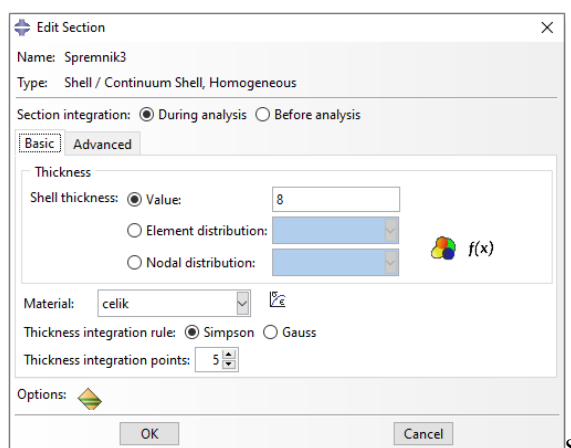 Edit Section
Name: Spremnik3
Type: Shell / Continuum Shell, Homogeneous
Section integration: During analysis Before analysis
Basic Advanced
Thickness
Shell thickness: Value: 8
Element distribution:
f(x)
Nodal distribution:
Material: celik
Thickness integration rule: Simpson Gauss
Thickness integration points: 5
Options:
OK Cancel